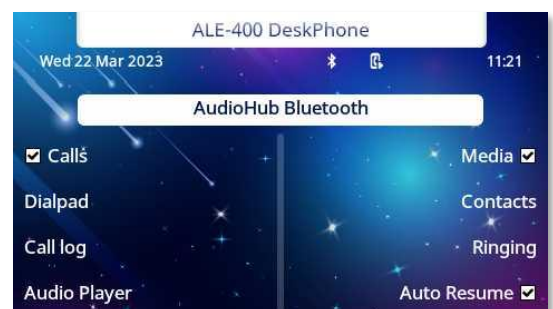 ALE-400 DeskPhone
Wed 22 Mar 2023 11:21
AudioHub Bluetooth
Calls Media
Dialpad Contacts
Call log Ringing
Audio Player Auto Resume